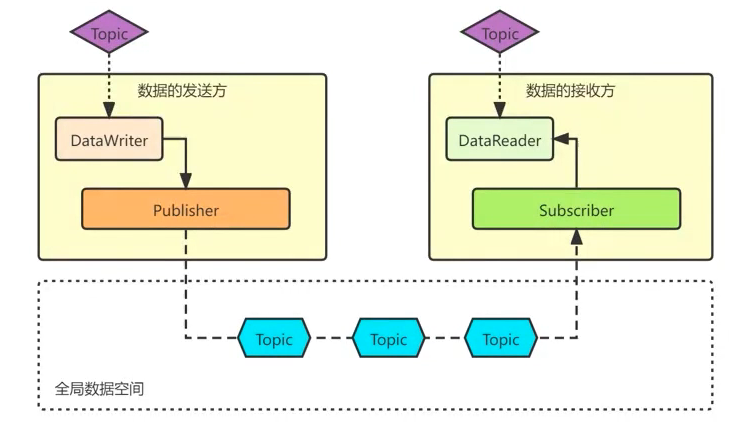 Topic
Topic
数据的发送方
数据的接收方
DataWriter
DataReader
Publisher
Subscriber
Topic
Topic
Topic
全局数据空间